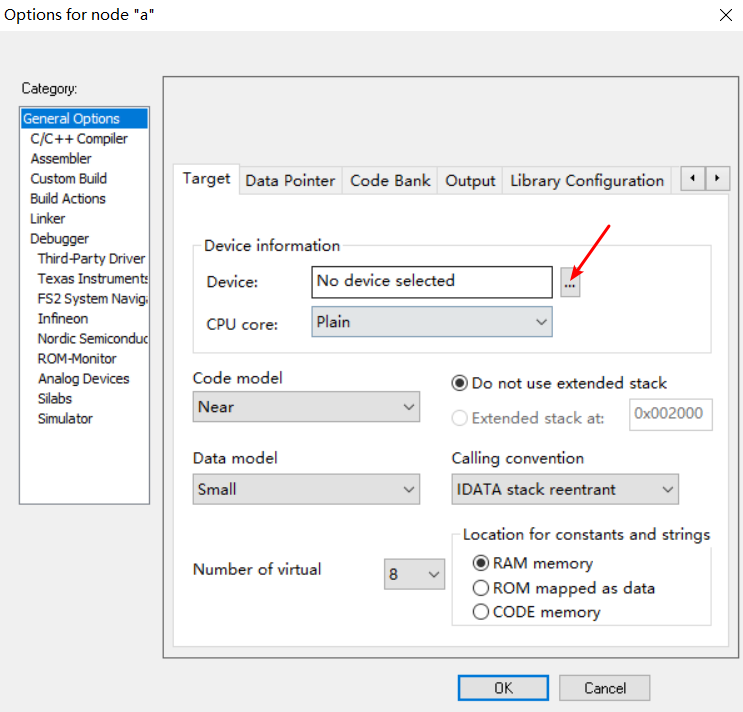 Options for node "a"
Category:
General Options
C/C++ Compiler
Assembler
Custom Build
Build Actions
Linker
Debugger
Third-Party Driver
Texas Instruments
FS2 System Naviga
Infineon
Nordic Semiconduc
ROM-Monitor
Analog Devices
Silabs
Simulator
Target Data Pointer Code Bank Output Library Configuration
Device information
Device: No device selected ...
CPU core: Plain
Code model
Near
Do not use extended stack
Extended stack at: 0x002000
Data model
Small
Calling convention
IDATA stack reentrant
Number of virtual 8
Location for constants and strings
RAM memory
ROM mapped as data
CODE memory
OK Cancel